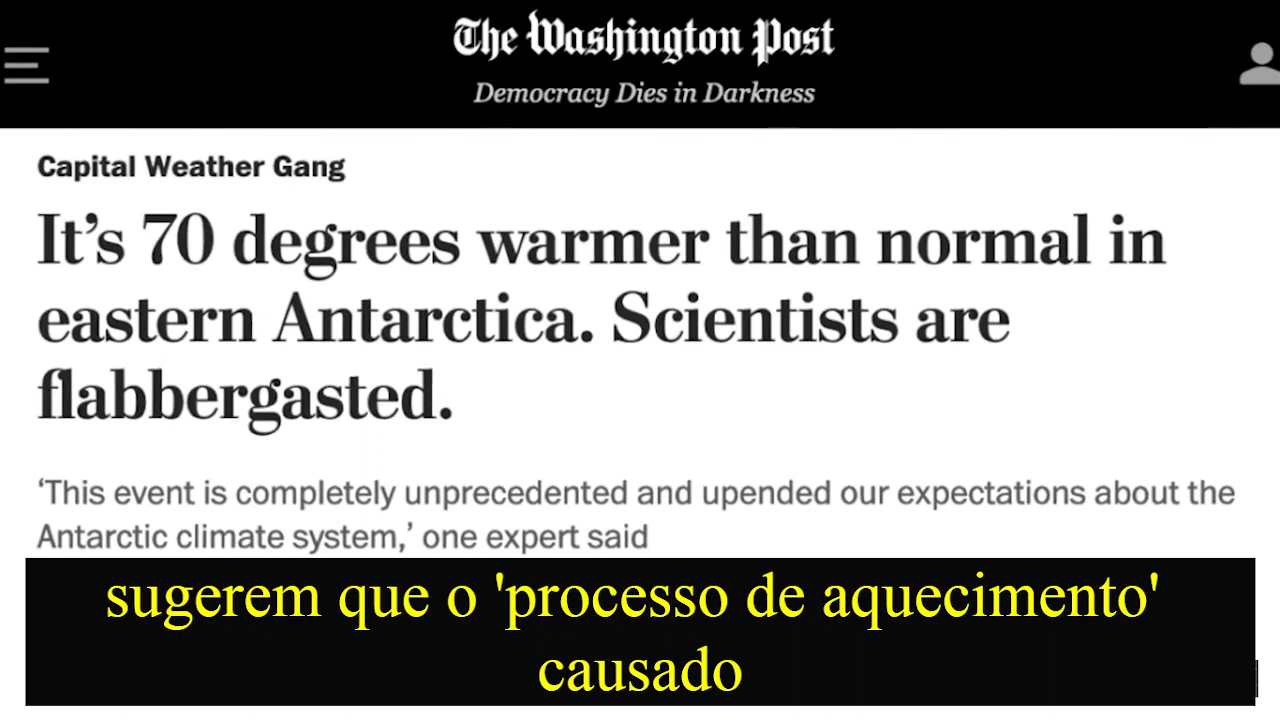 The Washington Post
Democracy Dies in Darkness
Capital Weather Gang
It’s 70 degrees warmer than normal in
eastern Antarctica. Scientists are
flabbergasted.
‘This event is completely unprecedented and upended our expectations about the
Antarctic climate system,’ one expert said
sugerem que o 'processo de aquecimento'
causado